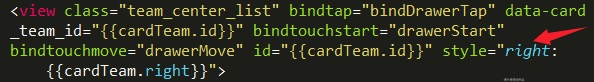 <view class="team_center_list" bindtap="bindDrawerTap" data-card
_team_id="{{cardTeam.id}}" bindtouchstart="drawerStart"
bindtouchmove="drawerMove" id="{{cardTeam.id}}" style="right:
{{cardTeam.right}}">